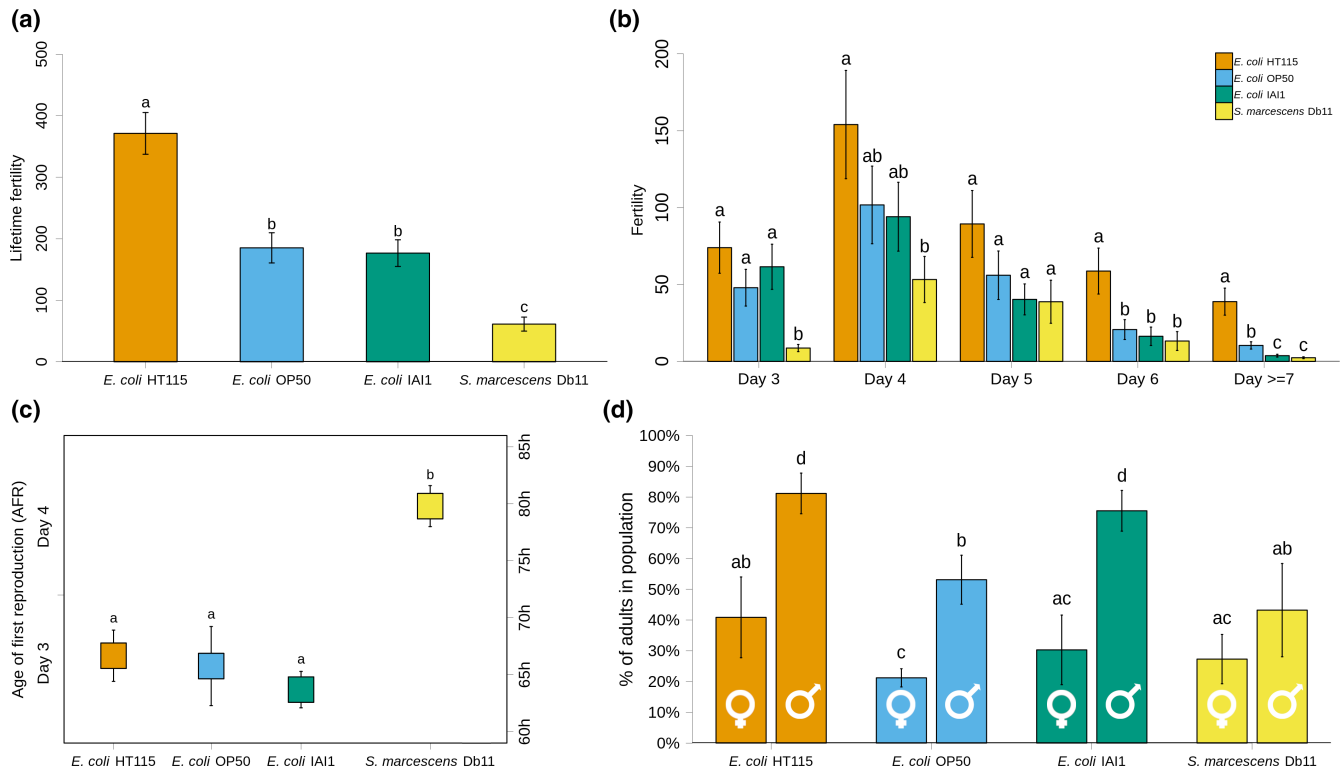 (a)
Lifetime fertility
500
400
300
200
100
0
a
b
b
c
E. coli HT115
E. coli OP50
E. coli IAI1
S. marcescens Db11
(b)
Fertility
200
150
100
50
0
a
a
a
b
a
ab
ab
b
a
a
a
a
a
b
b
b
a
b
c
c
Day 3
Day 4
Day 5
Day 6
Day >=7
E. coli HT115
E. coli OP50
E. coli IAI1
S. marcescens Db11
(c)
Age of first reproduction (AFR)
Day 4
Day 3
85h
80h
75h
70h
65h
60h
a
a
a
b
E. coli HT115
E. coli OP50
E. coli IAI1
S. marcescens Db11
(d)
% of adults in population
100%
90%
80%
70%
60%
50%
40%
30%
20%
10%
0%
ab
d
c
b
ac
d
ac
ab
E. coli HT115
E. coli OP50
E. coli IAI1
S. marcescens Db11